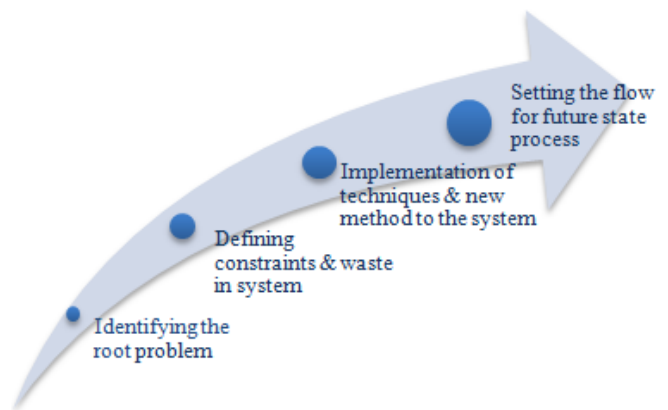 Setting the flow
for future state
process
Implementation of
techniques & new
method to the system
Defining
constraints & waste
in system
Identifying the
root problem